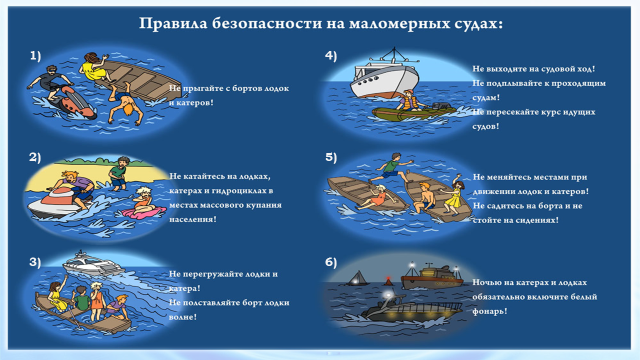 Правила безопасности на маломерных судах:
1)
Не прыгайте с бортов лодок
и катеров!
2)
Не катайтесь на лодках,
катерах и гидроциклах в
местах массового купания
населения!
3)
Не перегружайте лодки и
катера!
Не подставляйте борт лодки
волне!
4)
Не выходите на судовой ход!
Не подплывайте к проходящим
судам!
Не пересекайте курс идущих
судов!
5)
Не меняйтесь местами при
движении лодок и катеров!
Не садитесь на борта и не
стойте на сидениях!
6)
Ночью на катерах и лодках
обязательно включите белый
фонарь!